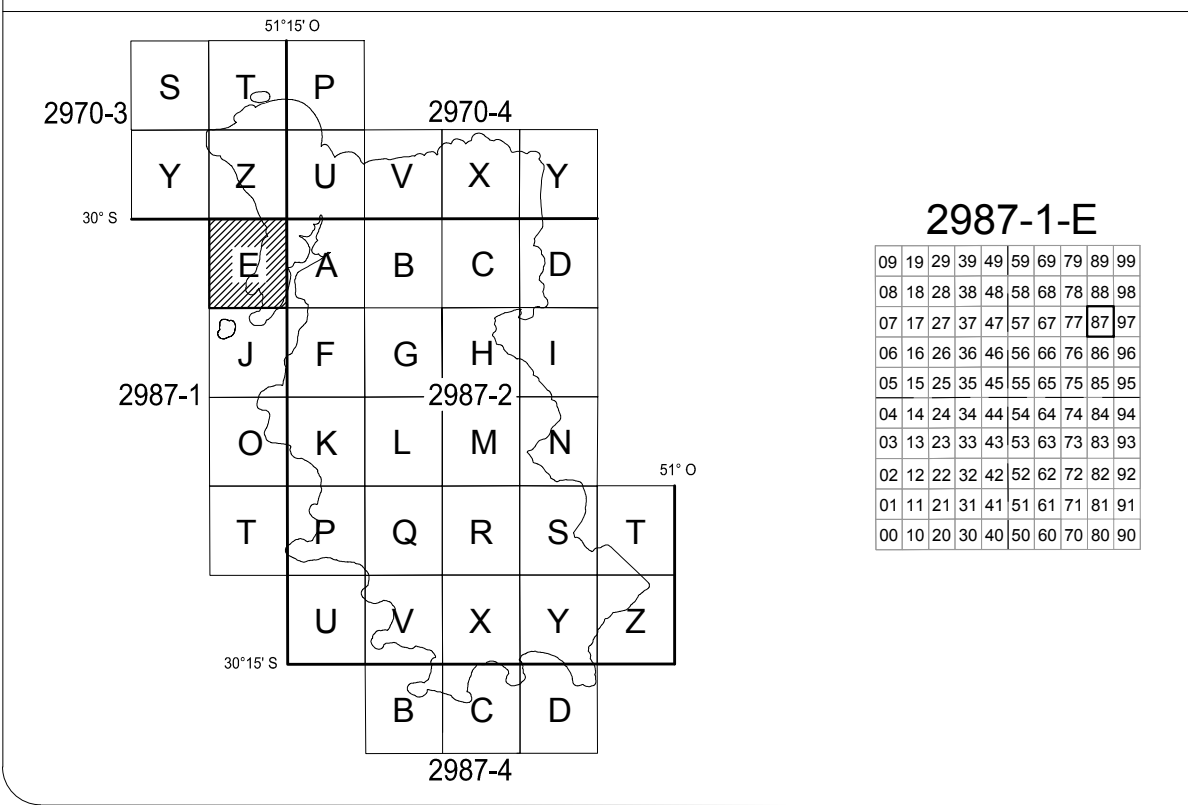 51°15' O
S T P
2970-3
2970-4
Y Z U V X Y
30° S
E A B C D
J F G H I
2987-1
2987-2
O K L M N
51° O
T P Q R S T
U V X Y Z
30°15' S
B C D
2987-4
2987-1-E
09 19 29 39 49 59 69 79 89 99
08 18 28 38 48 58 68 78 88 98
07 17 27 37 47 57 67 77 87 97
06 16 26 36 46 56 66 76 86 96
05 15 25 35 45 55 65 75 85 95
04 14 24 34 44 54 64 74 84 94
03 13 23 33 43 53 63 73 83 93
02 12 22 32 42 52 62 72 82 92
01 11 21 31 41 51 61 71 81 91
00 10 20 30 40 50 60 70 80 90